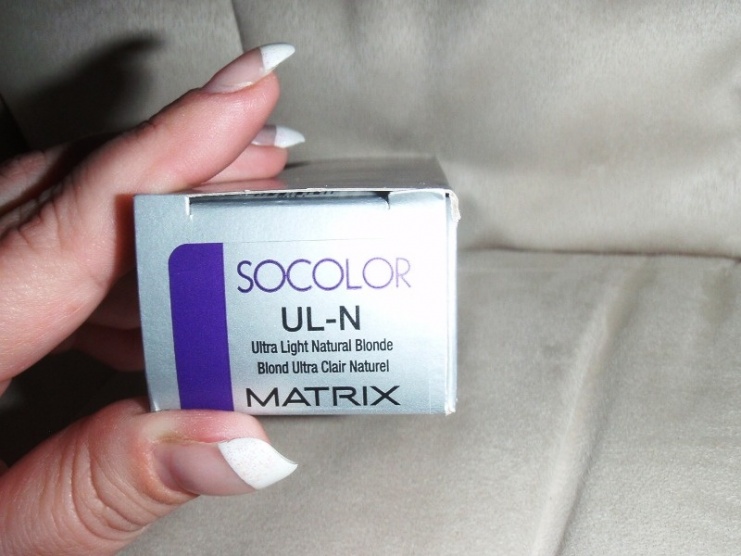 SOCOLOR
UL-N
Ultra Light Natural Blonde
Blond Ultra Clair Naturel
MATRIX